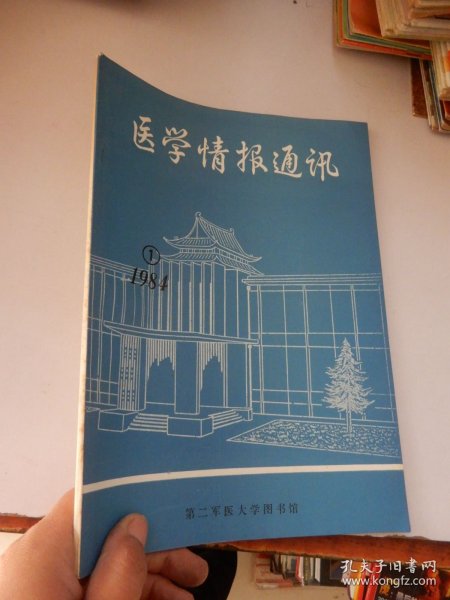 医学情报通讯
①
1984
第二军医大学图书馆
孔夫子旧书网
www.kongfz.com